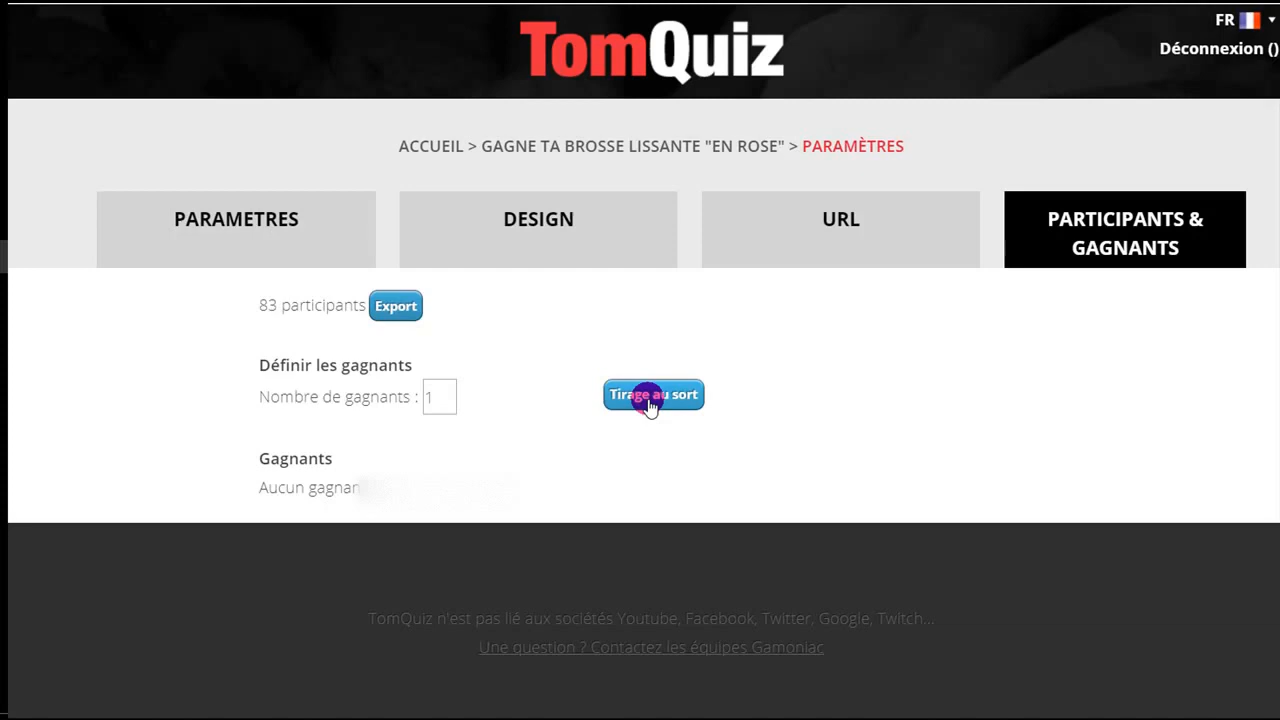 TomQuiz
FR
Déconnexion ()
ACCUEIL > GAGNE TA BROSSE LISSANTE "EN ROSE" > PARAMÈTRES
PARAMETRES
DESIGN
URL
PARTICIPANTS &
GAGNANTS
83 participants Export
Définir les gagnants
Nombre de gagnants : 1
Tirage au sort
Gagnants
Aucun gagnan
TomQuiz n'est pas lié aux sociétés Youtube, Facebook, Twitter, Google, Twitch...
Une question ? Contactez les équipes Gamoniac